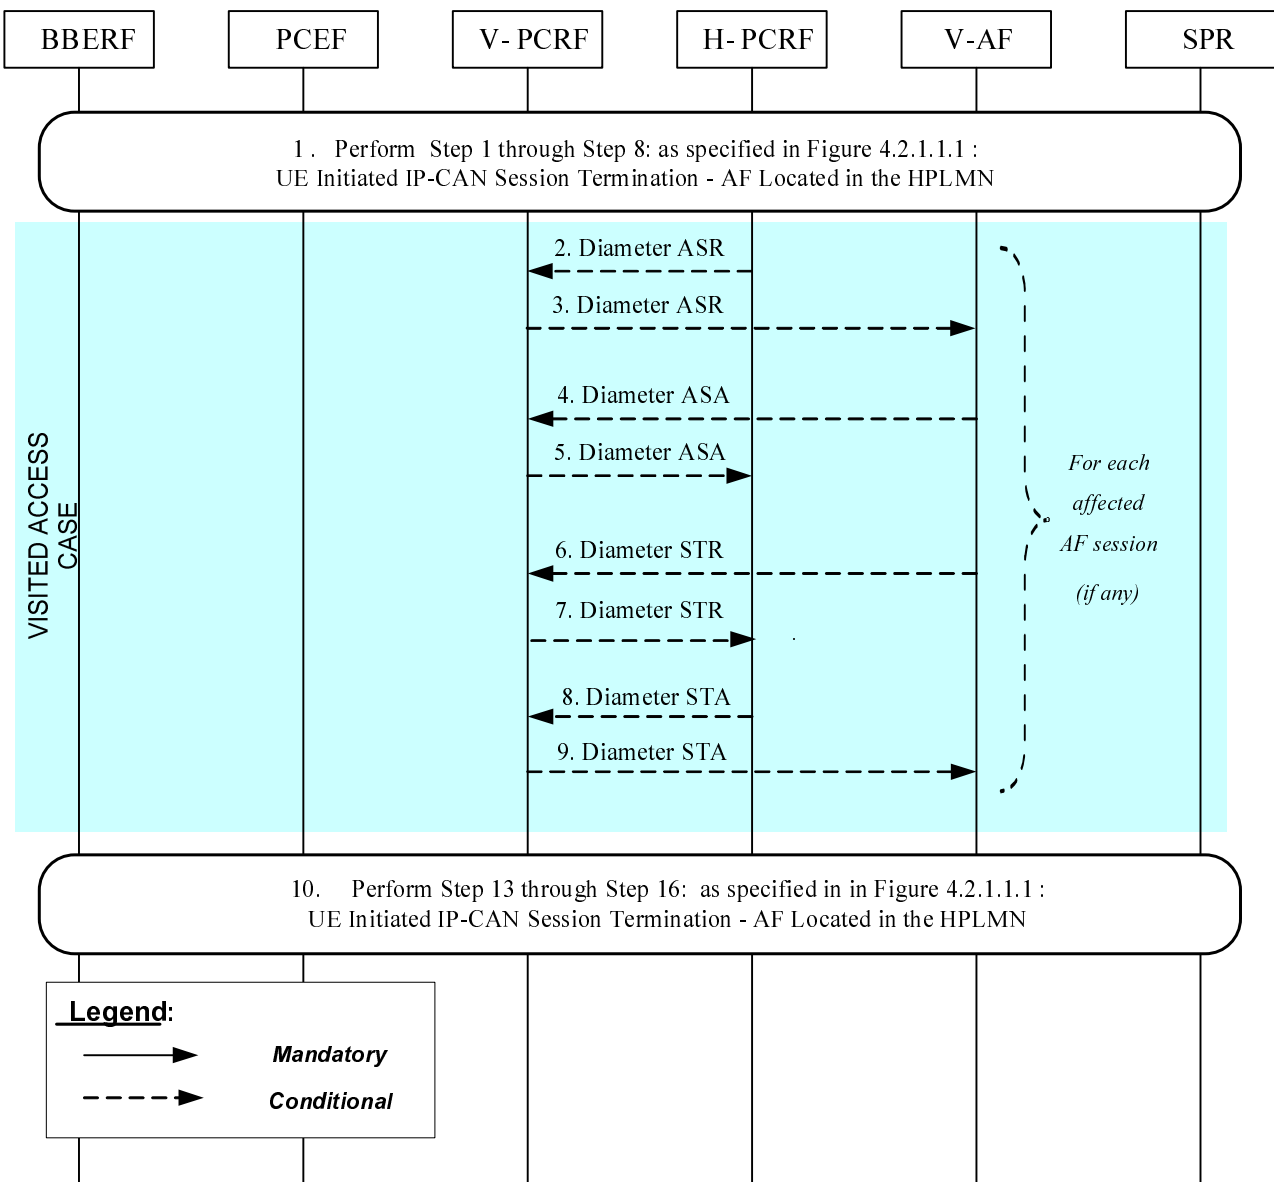 BBERF
PCEF
V- PCRF
H- PCRF
V-AF
SPR
1 . Perform Step 1 through Step 8: as specified in Figure 4.2.1.1.1 :
UE Initiated IP-CAN Session Termination - AF Located in the HPLMN
2. Diameter ASR
3. Diameter ASR
4. Diameter ASA
5. Diameter ASA
6. Diameter STR
7. Diameter STR
8. Diameter STA
9. Diameter STA
VISITED ACCESS
CASE
For each
affected
AF session
(if any)
10. Perform Step 13 through Step 16: as specified in in Figure 4.2.1.1.1 :
UE Initiated IP-CAN Session Termination - AF Located in the HPLMN
Legend:
Mandatory
Conditional